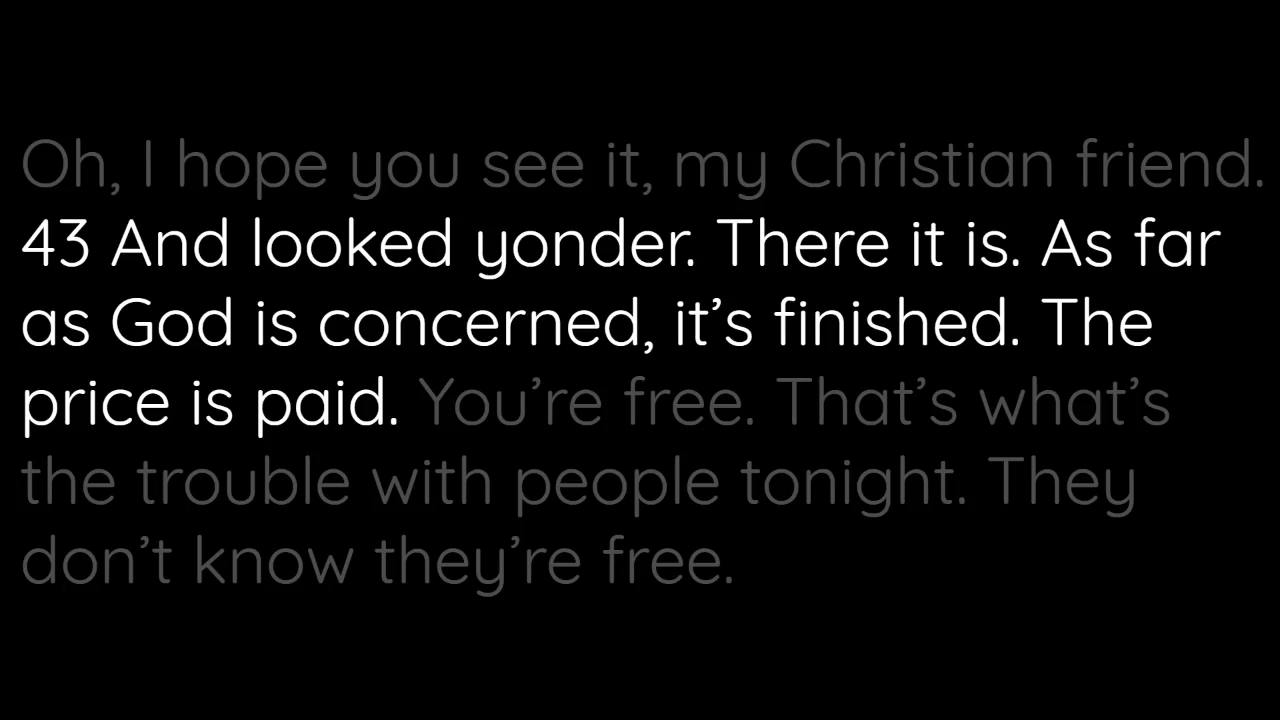 Oh, I hope you see it, my Christian friend.
43 And looked yonder. There it is. As far
as God is concerned, it’s finished. The
price is paid. You’re free. That’s what’s
the trouble with people tonight. They
don’t know they’re free.